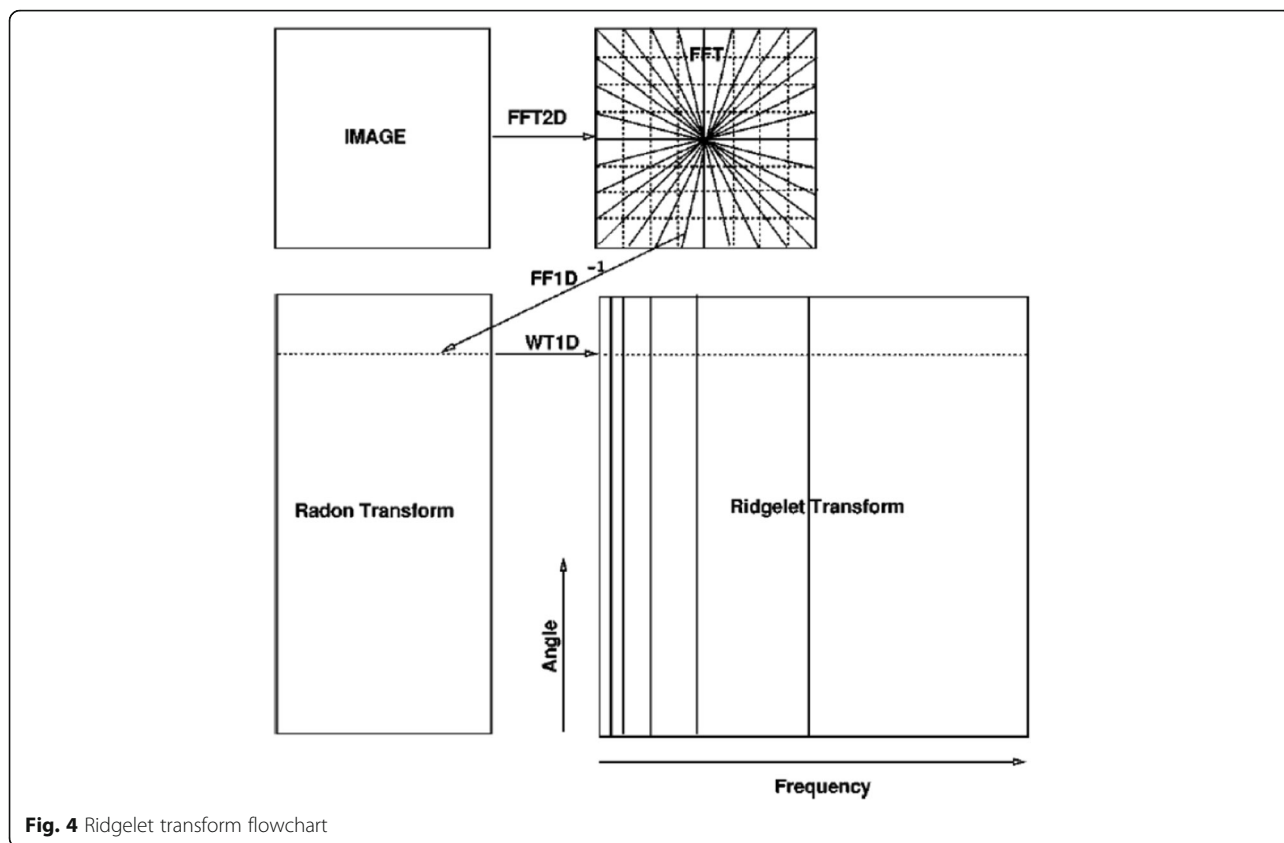 IMAGE
FFT2D
FFT
FF1D⁻¹
WT1D
Radon Transform
Ridgelet Transform
Angle
Frequency
Fig. 4 Ridgelet transform flowchart